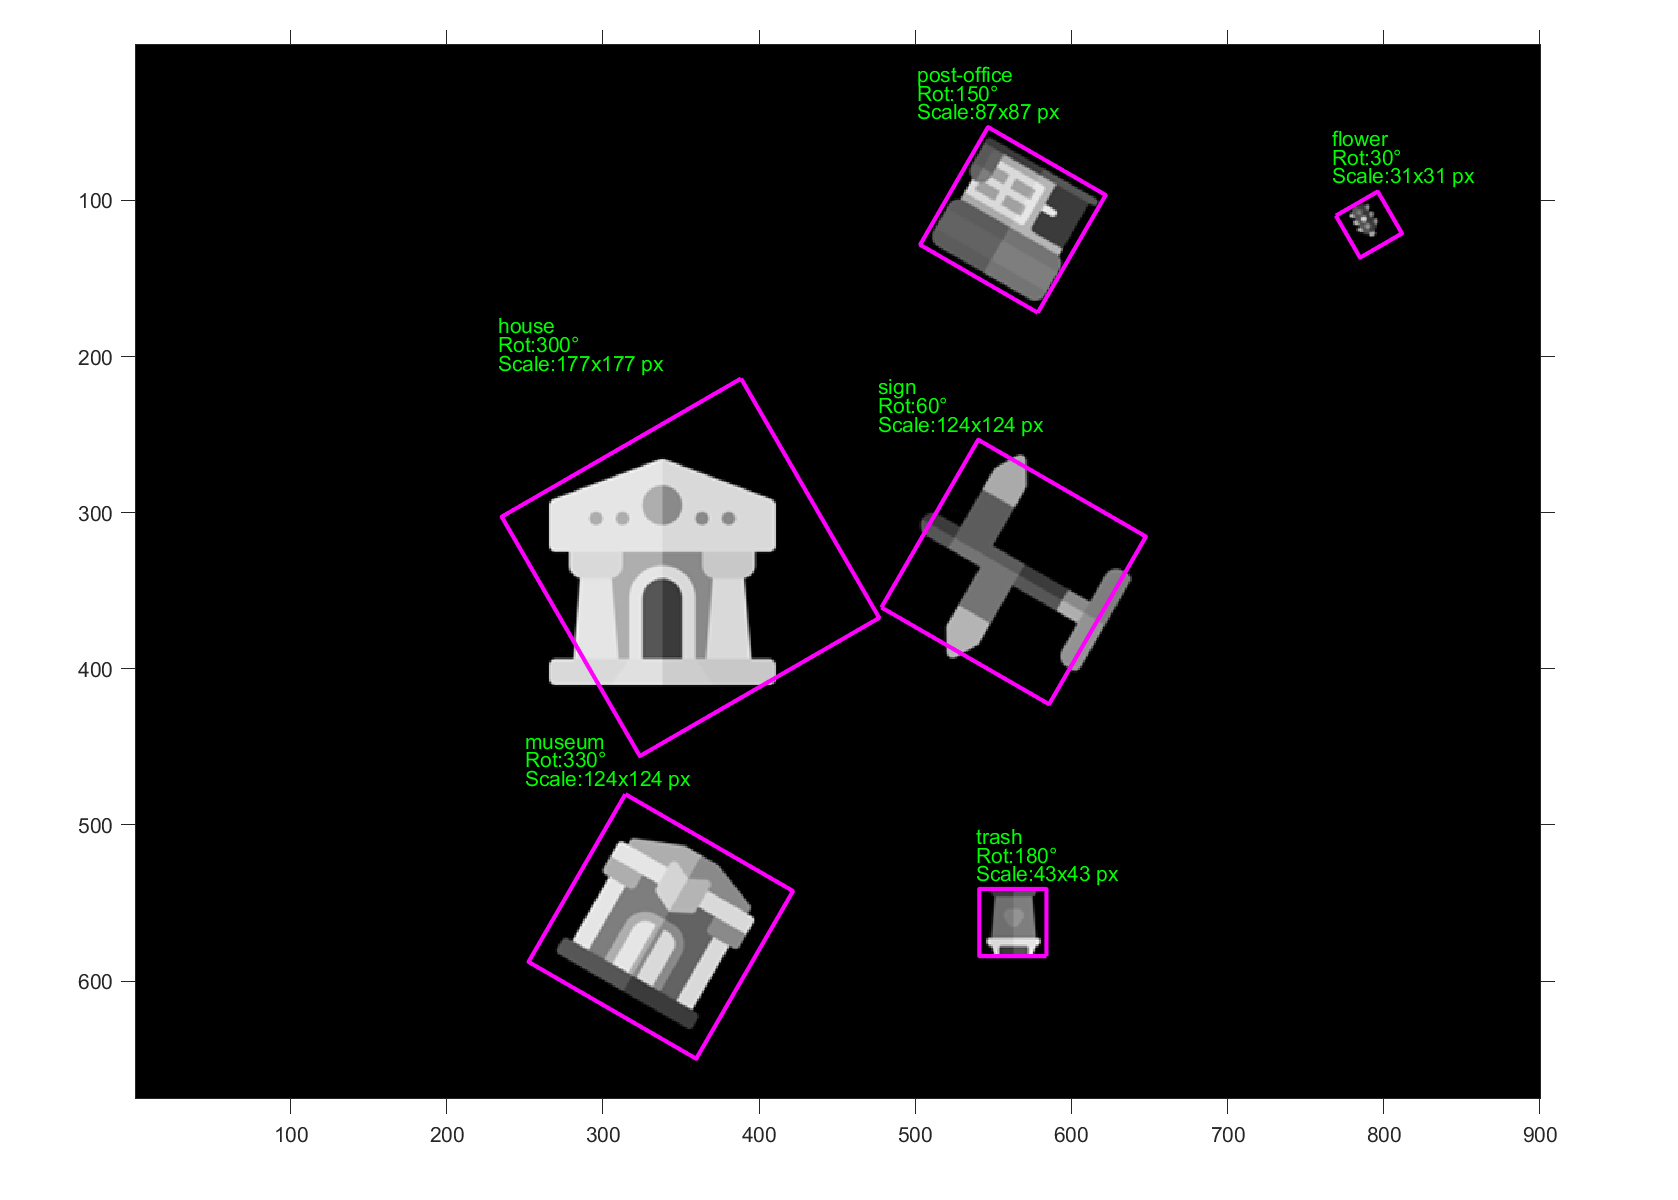 post-office
Rot:150°
Scale:87x87 px
flower
Rot:30°
Scale:31x31 px
100
200
house
Rot:300°
Scale:177x177 px
sign
Rot:60°
Scale:124x124 px
300
400
museum
Rot:330°
Scale:124x124 px
500
trash
Rot:180°
Scale:43x43 px
600
100 200 300 400 500 600 700 800 900